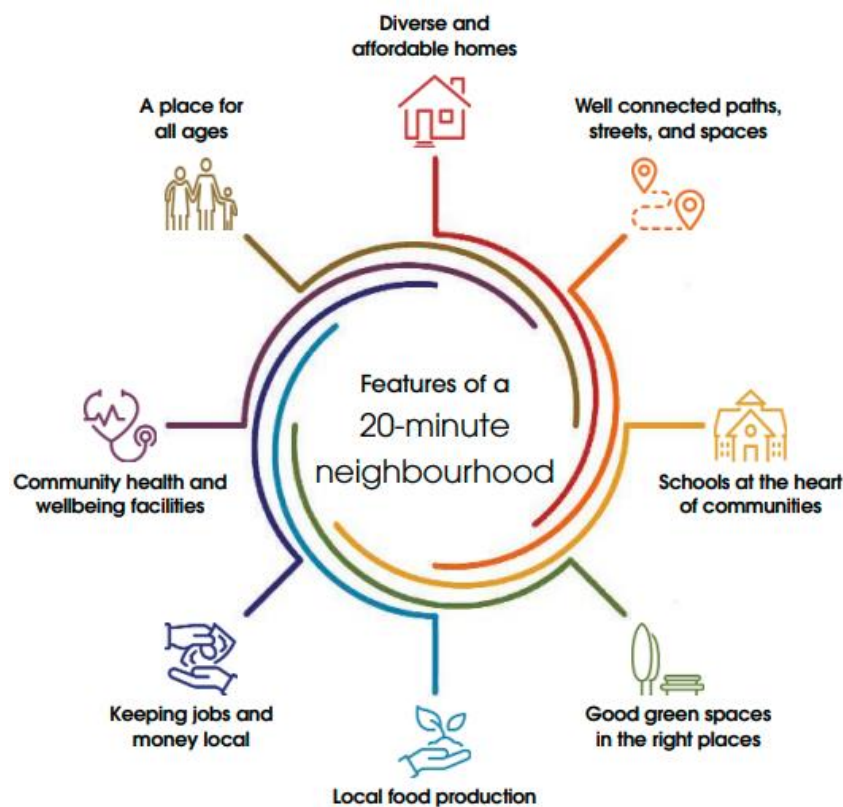 Diverse and
affordable homes
Well connected paths,
streets, and spaces
Schools at the heart
of communities
Good green spaces
in the right places
Local food production
Keeping jobs and
money local
Community health and
wellbeing facilities
A place for
all ages
Features of a
20-minute
neighbourhood